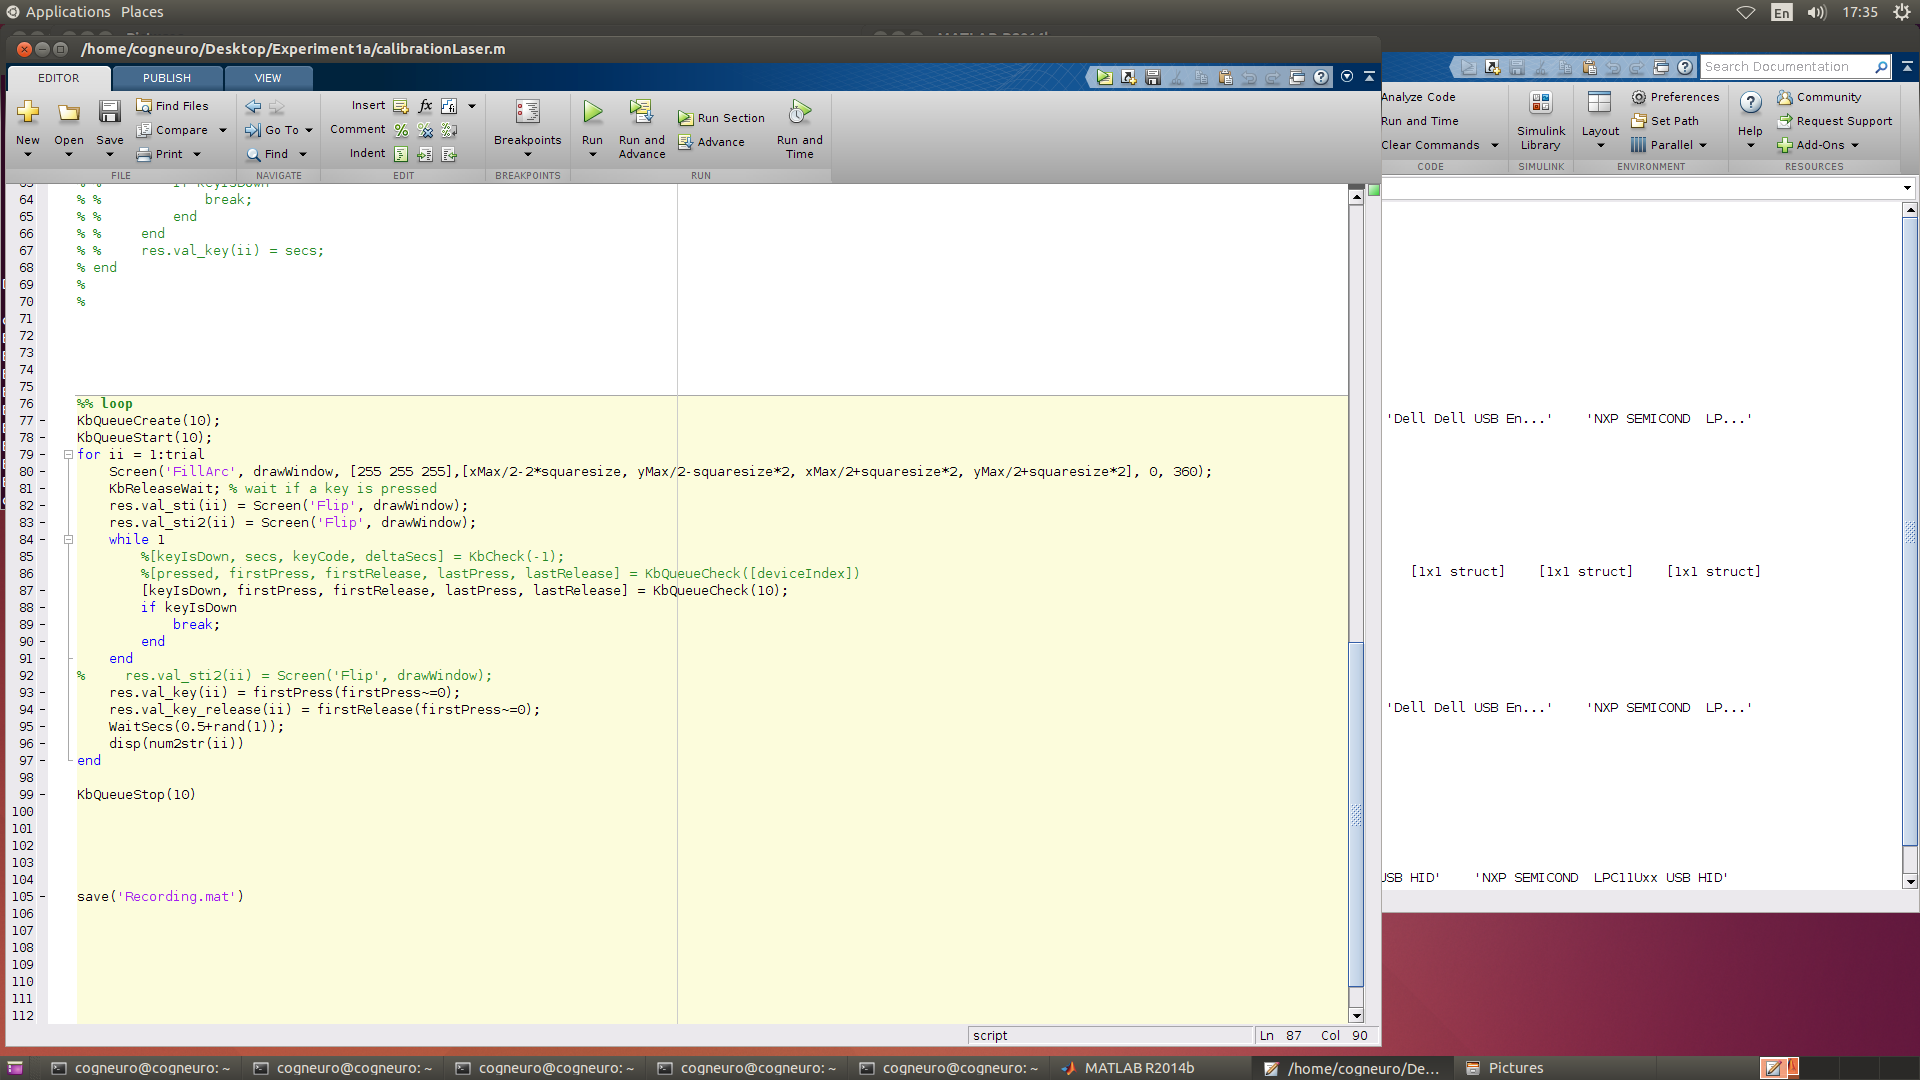 Applications Places
En 17:35
/home/cogneuro/Desktop/Experiment1a/calibrationLaser.m
EDITOR PUBLISH VIEW
Search Documentation
New
Open
Save
Find Files
Compare
Print
FILE
Go To
Find
NAVIGATE
Insert
Comment
Indent
EDIT
Breakpoints
BREAKPOINTS
Run
Run and Advance
Run Section
Advance
Run and Time
RUN
Analyze Code
Run and Time
Clear Commands
CODE
Simulink Library
SIMULINK
Layout
Preferences
Set Path
Parallel
ENVIRONMENT
Help
Community
Request Support
Add-Ons
RESOURCES
64 % % break;
65 % % end
66 % % end
67 % % res.val_key(ii) = secs;
68 % end
69 %
70 %
71
72
73
74
75
76 %% loop
77 - KbQueueCreate(10);
78 - KbQueueStart(10);
79 - for ii = 1:trial
80 - Screen('FillArc', drawWindow, [255 255 255],[xMax/2-2*squaresize, yMax/2-squaresize*2, xMax/2+squaresize*2, yMax/2+squaresize*2], 0, 360);
81 - KbReleaseWait; % wait if a key is pressed
82 - res.val_sti(ii) = Screen('Flip', drawWindow);
83 - res.val_sti2(ii) = Screen('Flip', drawWindow);
84 - while 1
85 %[keyIsDown, secs, keyCode, deltaSecs] = KbCheck(-1);
86 %[pressed, firstPress, firstRelease, lastPress, lastRelease] = KbQueueCheck([deviceIndex])
87 - [keyIsDown, firstPress, firstRelease, lastPress, lastRelease] = KbQueueCheck(10);
88 - if keyIsDown
89 - break;
90 - end
91 - end
92 % res.val_sti2(ii) = Screen('Flip', drawWindow);
93 - res.val_key(ii) = firstPress(firstPress~=0);
94 - res.val_key_release(ii) = firstRelease(firstPress~=0);
95 - WaitSecs(0.5+rand(1));
96 - disp(num2str(ii))
97 - end
98
99 - KbQueueStop(10)
100
101
102
103
104
105 - save('Recording.mat')
106
107
108
109
110
111
112
'Dell Dell USB En...' 'NXP SEMICOND LP...'
[1x1 struct] [1x1 struct] [1x1 struct]
'Dell Dell USB En...' 'NXP SEMICOND LP...'
USB HID' 'NXP SEMICOND LPC11Uxx USB HID'
script Ln 87 Col 90
cogneuro@cogneuro: ~ cogneuro@cogneuro: ~ cogneuro@cogneuro: ~ cogneuro@cogneuro: ~ cogneuro@cogneuro: ~ MATLAB R2014b /home/cogneuro/De... Pictures